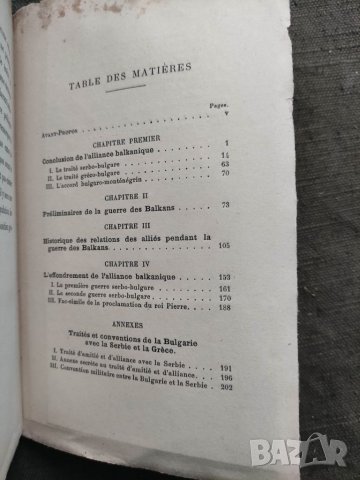 TABLE DES MATIÈRES
Pages.
AVANT-PROPOS . . . . . . . . . . . v
CHAPITRE PREMIER
Conclusion de l'alliance balkanique . . . . . 1
I. Le traité serbo-bulgare . . . . . . . 14
II. Le traité gréco-bulgare . . . . . . . 63
III. L'accord bulgaro-monténégrin . . . . . 70
CHAPITRE II
Préliminaires de la guerre des Balkans . . . . 73
CHAPITRE III
Historique des relations des alliés pendant la
guerre des Balkans. . . . . . . . . 105
CHAPITRE IV
L'effondrement de l'alliance balkanique . . . . 153
I. La première guerre serbo-bulgare . . . . 161
II. La seconde guerre serbo-bulgare . . . . 170
III. Fac-simile de la proclamation du roi Pierre. . . 188
ANNEXES
Traités et conventions de la Bulgarie
avec la Serbie et la Grèce.
I. Traité d'amitié et d'alliance avec la Serbie . . 191
II. Annexe secrète au traité d'amitié et d'alliance. . 196
III. Convention militaire entre la Bulgarie et la Serbie . 202
BAZAR